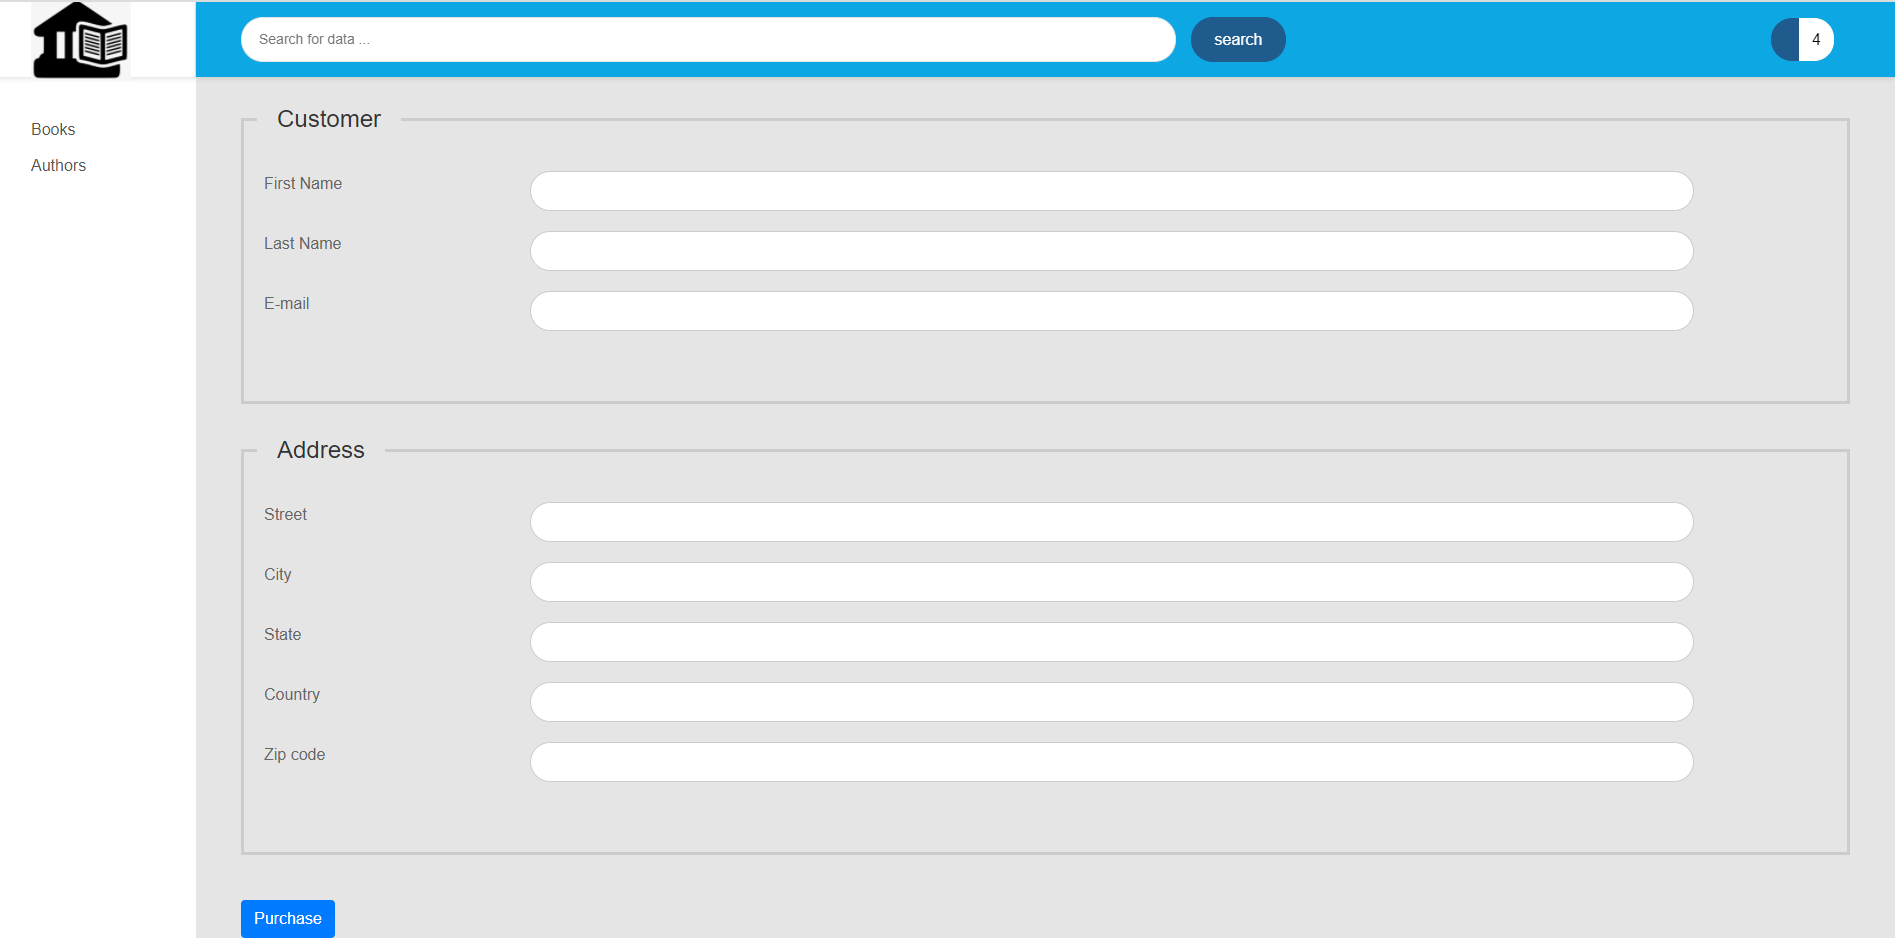 Search for data ...
search
4
Books
Authors
Customer
First Name
Last Name
E-mail
Address
Street
City
State
Country
Zip code
Purchase